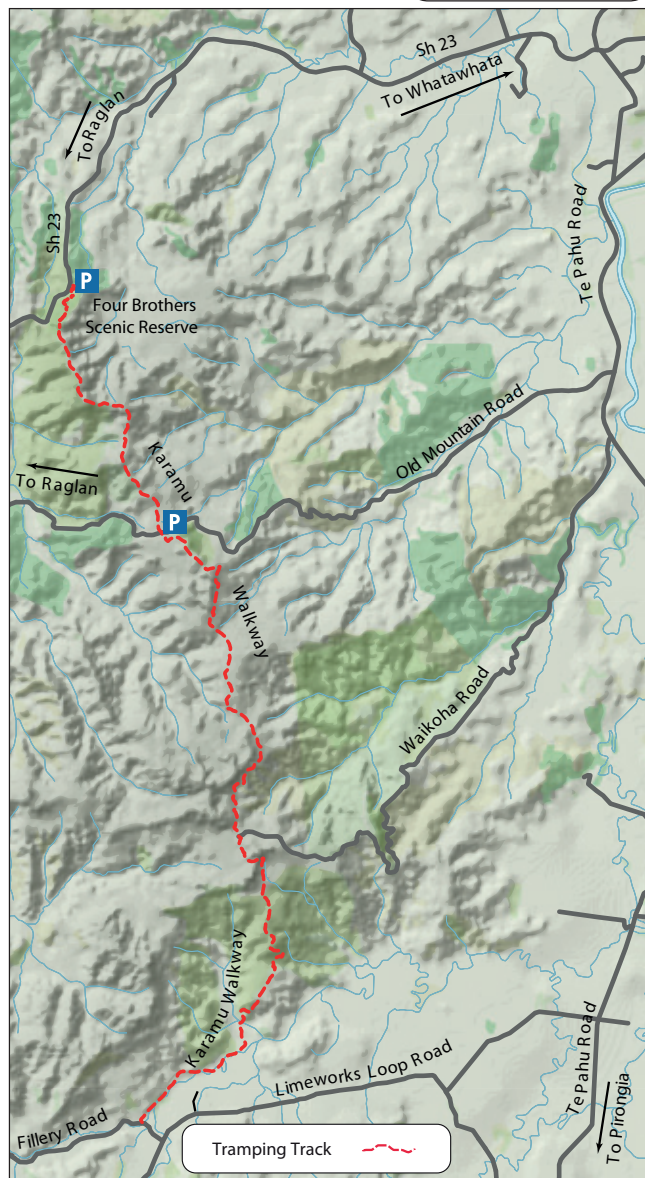 Sh 23
To Whatawhata
To Raglan
Sh 23
Te Pahu Road
P
Four Brothers
Scenic Reserve
Old Mountain Road
Karamu
To Raglan
P
Walkway
Waikoha Road
Karamu Walkway
Te Pahu Road
Limeworks Loop Road
Fillery Road
To Pirongia
Tramping Track